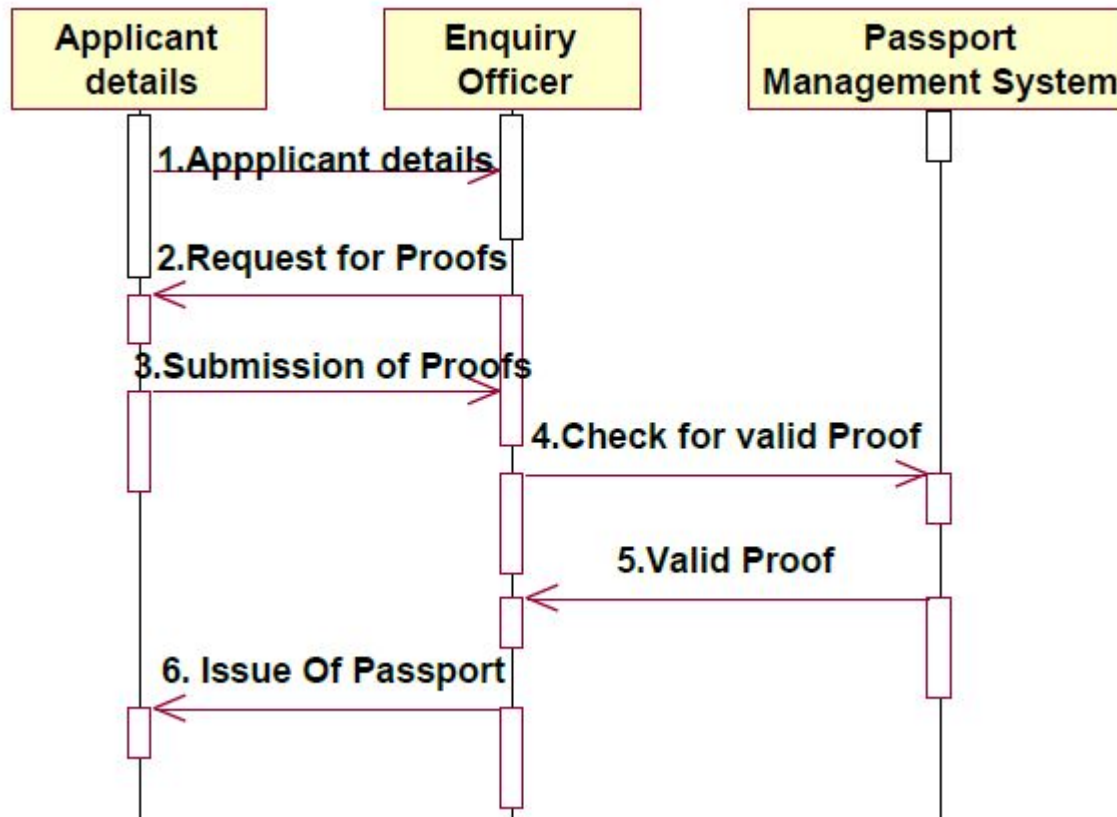 Applicant
details
Enquiry
Officer
Passport
Management System
1.Appplicant details
2.Request for Proofs
3.Submission of Proofs
4.Check for valid Proof
5.Valid Proof
6. Issue Of Passport